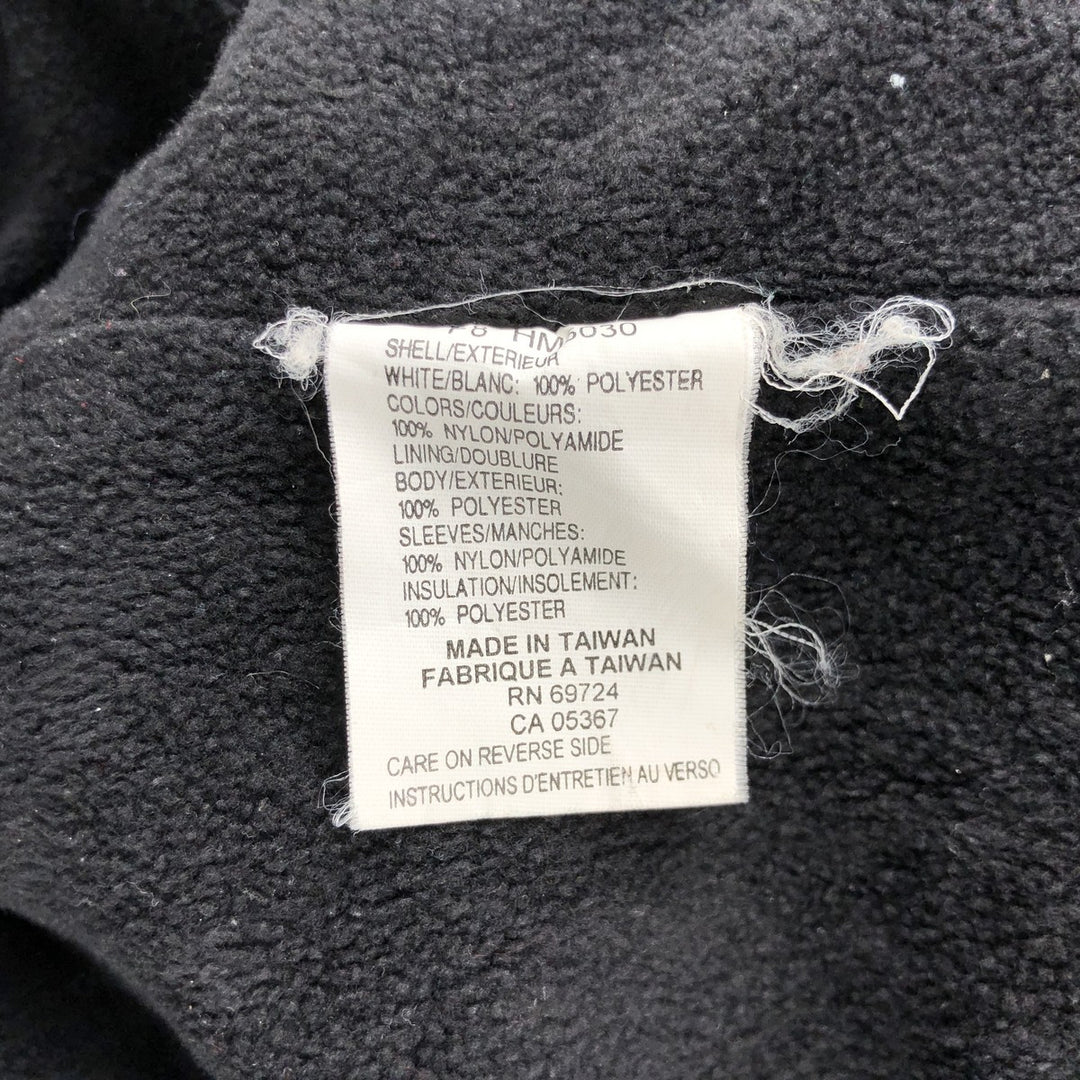 SHELL/EXTERIEUR
WHITE/BLANC: 100% POLYESTER
COLORS/COULEURS:
100% NYLON/POLYAMIDE
LINING/DOUBLURE
BODY/EXTERIEUR:
100% POLYESTER
SLEEVES/MANCHES:
100% NYLON/POLYAMIDE
INSULATION/INSOLEMENT:
100% POLYESTER
MADE IN TAIWAN
FABRIQUE A TAIWAN
RN 69724
CA 05367
CARE ON REVERSE SIDE
INSTRUCTIONS D'ENTRETIEN AU VERSO